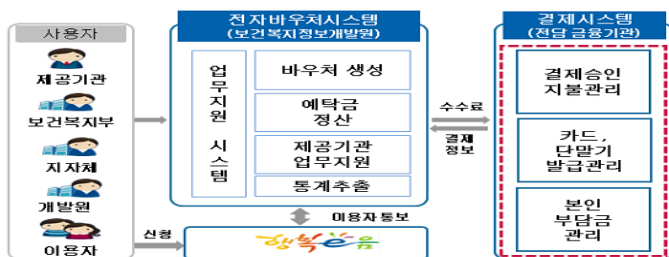 사용자
제공기관
보건복지부
지자체
개발원
이용자
신청
전자바우처시스템
(보건복지정보개발원)
업무지원 시스템
바우처 생성
예탁금
정산
제공기관
업무지원
통계추출
이용자통보
행복e음
수수료
결제
정보
결제시스템
(전담 금융기관)
결제승인
지불관리
카드,
단말기
발급관리
본인
부담금
관리